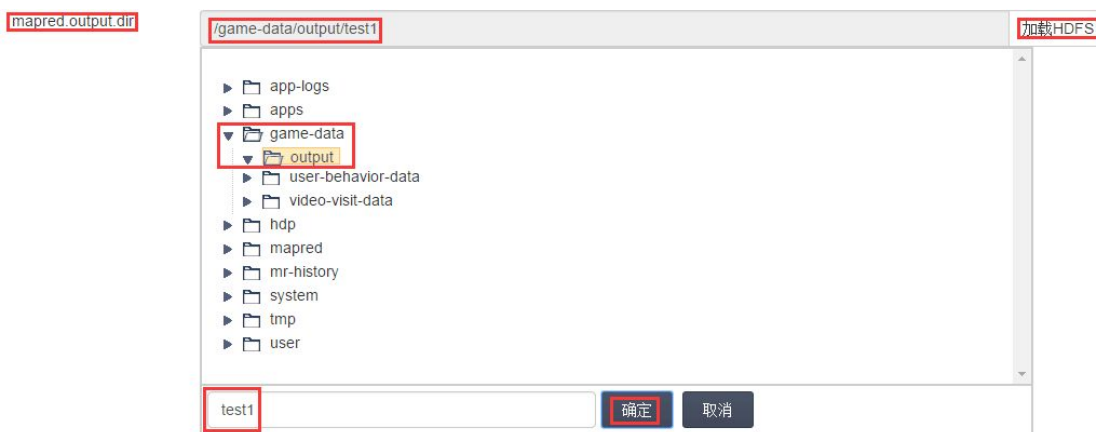 mapred.output.dir
/game-data/output/test1
加载HDFS
app-logs
apps
game-data
output
user-behavior-data
video-visit-data
hdp
mapred
mr-history
system
tmp
user
test1
确定
取消